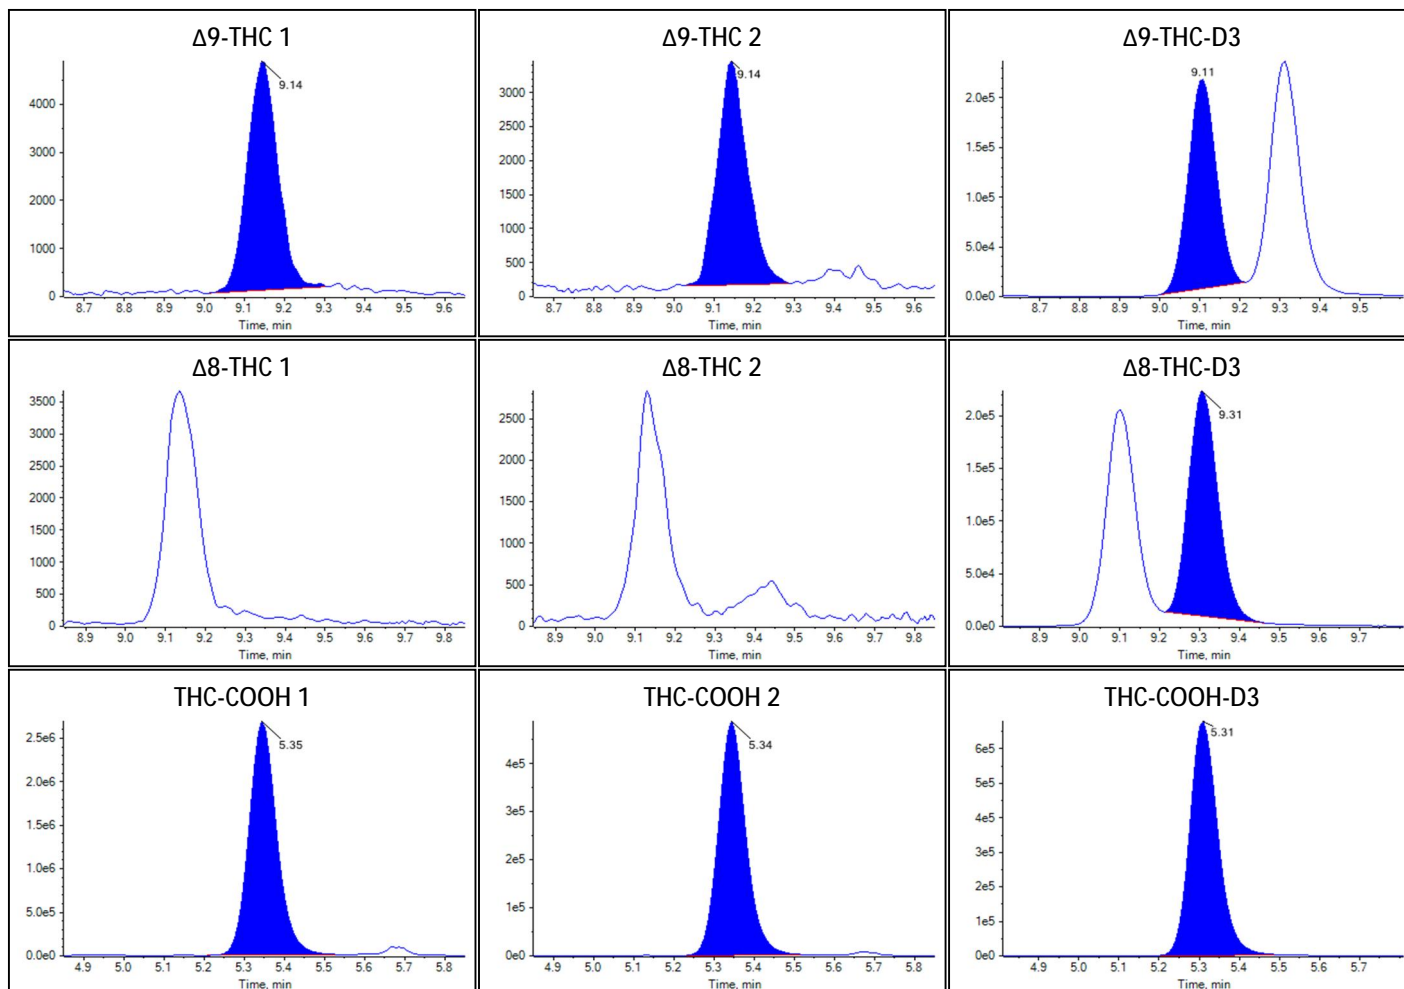 Δ9-THC 1
9.14
4000
3000
2000
1000
0
8.7 8.8 8.9 9.0 9.1 9.2 9.3 9.4 9.5 9.6
Time, min
Δ9-THC 2
9.14
3000
2500
2000
1500
1000
500
0
8.7 8.8 8.9 9.0 9.1 9.2 9.3 9.4 9.5 9.6
Time, min
Δ9-THC-D3
9.11
2.0e5
1.5e5
1.0e5
5.0e4
0.0e0
8.7 8.8 8.9 9.0 9.1 9.2 9.3 9.4 9.5
Time, min
Δ8-THC 1
3500
3000
2500
2000
1500
1000
500
0
8.9 9.0 9.1 9.2 9.3 9.4 9.5 9.6 9.7 9.8
Time, min
Δ8-THC 2
2500
2000
1500
1000
500
0
8.9 9.0 9.1 9.2 9.3 9.4 9.5 9.6 9.7 9.8
Time, min
Δ8-THC-D3
9.31
2.0e5
1.5e5
1.0e5
5.0e4
0.0e0
8.9 9.0 9.1 9.2 9.3 9.4 9.5 9.6 9.7
Time, min
THC-COOH 1
5.35
2.5e6
2.0e6
1.5e6
1.0e6
5.0e5
0.0e0
4.9 5.0 5.1 5.2 5.3 5.4 5.5 5.6 5.7 5.8
Time, min
THC-COOH 2
5.34
4e5
3e5
2e5
1e5
0e0
4.9 5.0 5.1 5.2 5.3 5.4 5.5 5.6 5.7 5.8
Time, min
THC-COOH-D3
5.31
6e5
5e5
4e5
3e5
2e5
1e5
0e0
4.9 5.0 5.1 5.2 5.3 5.4 5.5 5.6 5.7
Time, min